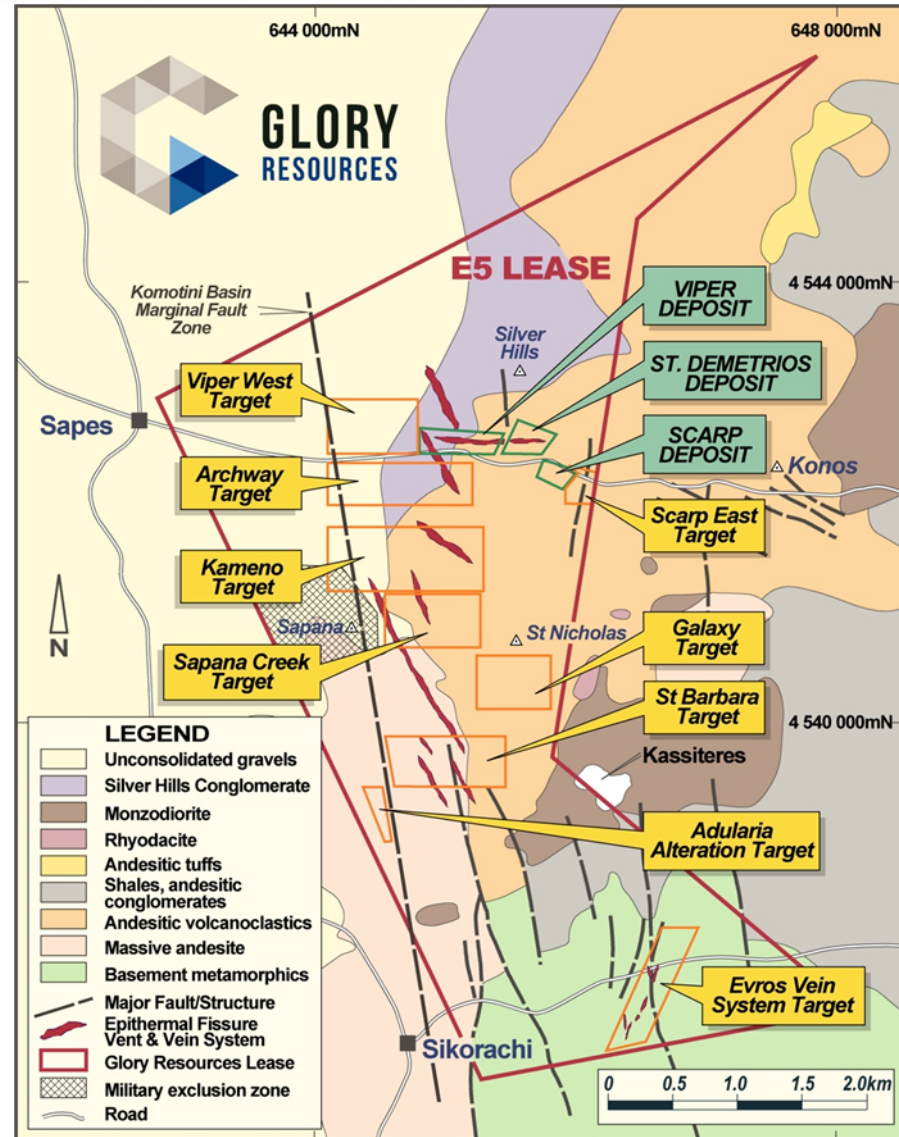 644 000mN
648 000mN
GLORY
RESOURCES
E5 LEASE
4 544 000mN
Komotini Basin
Marginal Fault
Zone
Silver
Hills
VIPER
DEPOSIT
ST. DEMETRIOS
DEPOSIT
SCARP
DEPOSIT
Viper West
Target
Sapes
Archway
Target
Konos
Scarp East
Target
Kameno
Target
N
Sapana
St Nicholas
Galaxy
Target
Sapana Creek
Target
St Barbara
Target
4 540 000mN
Kassiteres
Adularia
Alteration Target
Evros Vein
System Target
Sikorachi
LEGEND
Unconsolidated gravels
Silver Hills Conglomerate
Monzodiorite
Rhyodacite
Andesitic tuffs
Shales, andesitic
conglomerates
Andesitic volcanoclastics
Massive andesite
Basement metamorphics
Major Fault/Structure
Epithermal Fissure
Vent & Vein System
Glory Resources Lease
Military exclusion zone
Road
0 0.5 1.0 1.5 2.0km